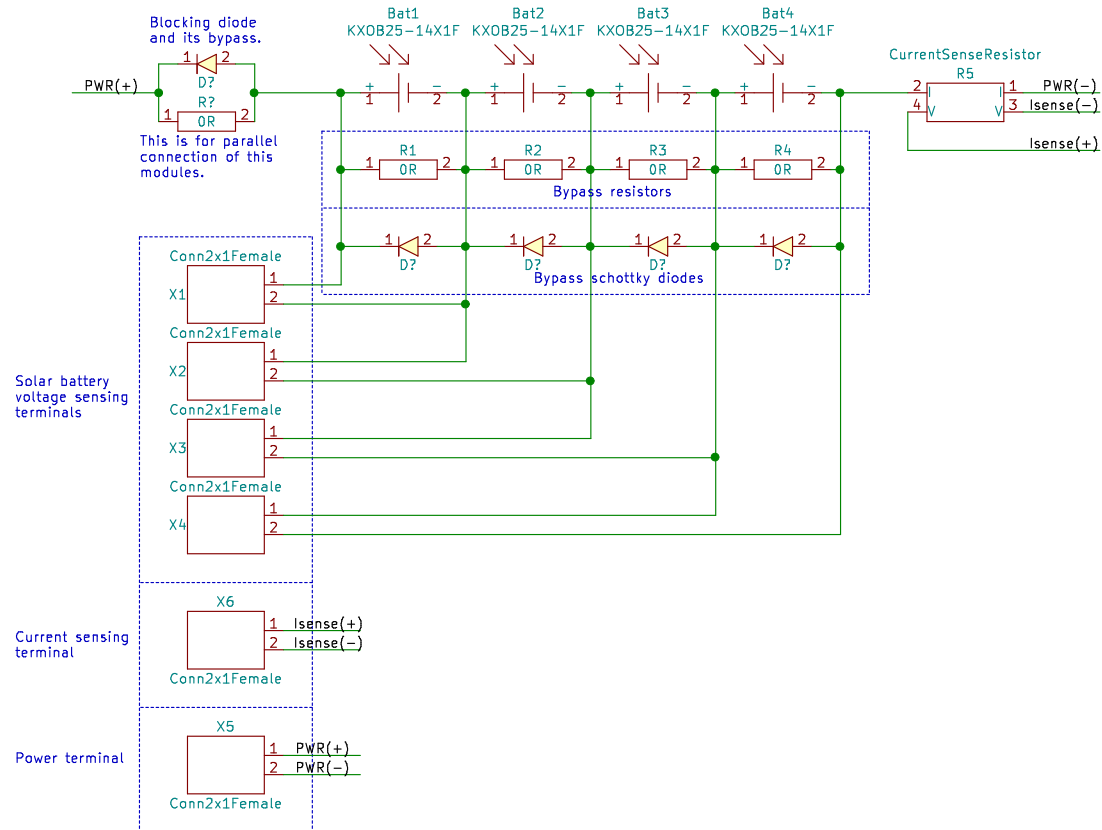 Blocking diode
and its bypass.
PWR(+)
1 2
D?
R?
1 0R 2
This is for parallel
connection of this
modules.
Bat1
KXOB25-14X1F
+ -
1 2
Bat2
KXOB25-14X1F
+ -
1 2
Bat3
KXOB25-14X1F
+ -
1 2
Bat4
KXOB25-14X1F
+ -
1 2
CurrentSenseResistor
R5
2 I I 1
4 V V 3
PWR(-)
Isense(-)
Isense(+)
R1
1 0R 2
R2
1 0R 2
R3
1 0R 2
R4
1 0R 2
Bypass resistors
1 2
D?
1 2
D?
1 2
D?
1 2
D?
Bypass schottky diodes
Solar battery
voltage sensing
terminals
Conn2x1Female
X1
1
2
Conn2x1Female
X2
1
2
Conn2x1Female
X3
1
2
Conn2x1Female
X4
1
2
Current sensing
terminal
X6
1 Isense(+)
2 Isense(-)
Conn2x1Female
Power terminal
X5
1 PWR(+)
2 PWR(-)
Conn2x1Female